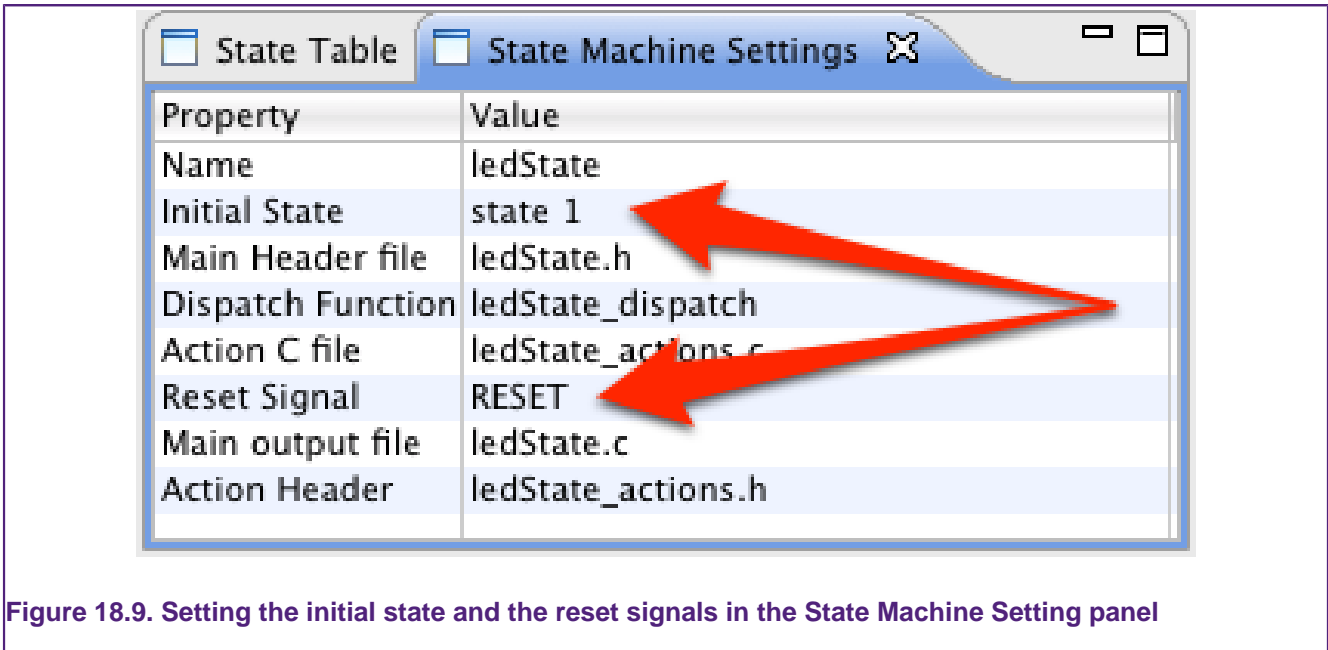 State Table State Machine Settings
Property Value
Name ledState
Initial State state 1
Main Header file ledState.h
Dispatch Function ledState_dispatch
Action C file ledState_actions.c
Reset Signal RESET
Main output file ledState.c
Action Header ledState_actions.h
Figure 18.9. Setting the initial state and the reset signals in the State Machine Setting panel